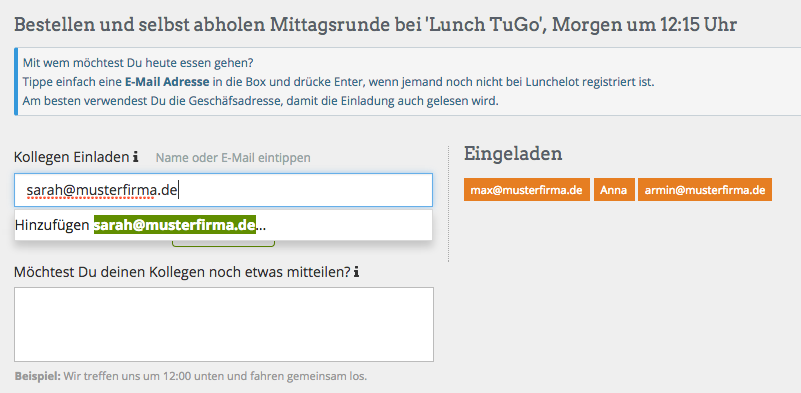 Bestellen und selbst abholen Mittagsrunde bei 'Lunch TuGo', Morgen um 12:15 Uhr
Mit wem möchtest Du heute essen gehen?
Tippe einfach eine E-Mail Adresse in die Box und drücke Enter, wenn jemand noch nicht bei Lunchelot registriert ist.
Am besten verwendest Du die Geschäfsadresse, damit die Einladung auch gelesen wird.
Kollegen Einladen i Name oder E-Mail eintippen
sarah@musterfirma.de
Hinzufügen sarah@musterfirma.de...
Eingeladen
max@musterfirma.de Anna armin@musterfirma.de
Möchtest Du deinen Kollegen noch etwas mitteilen? i
Beispiel: Wir treffen uns um 12:00 unten und fahren gemeinsam los.